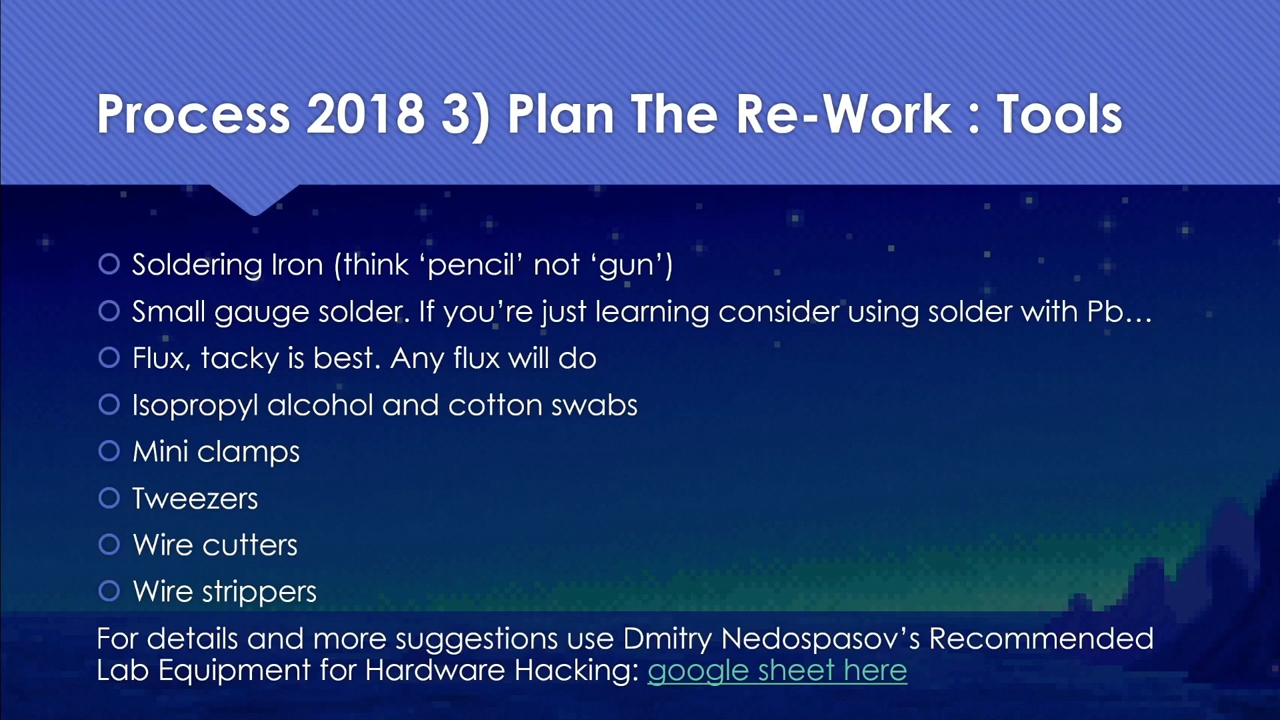 Process 2018 3) Plan The Re-Work : Tools
Soldering Iron (think ‘pencil’ not ‘gun’)
Small gauge solder. If you’re just learning consider using solder with Pb…
Flux, tacky is best. Any flux will do
Isopropyl alcohol and cotton swabs
Mini clamps
Tweezers
Wire cutters
Wire strippers
For details and more suggestions use Dmitry Nedospasov’s Recommended
Lab Equipment for Hardware Hacking: google sheet here